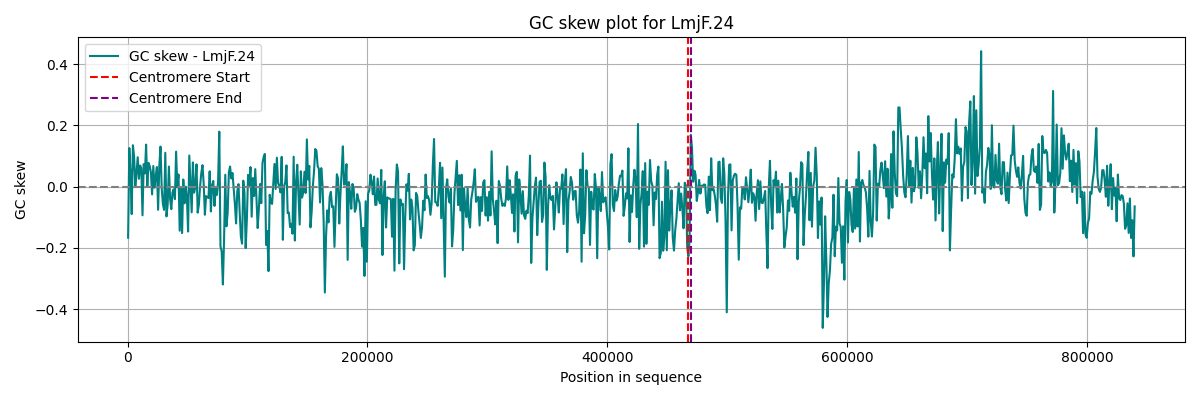 GC skew plot for LmjF.24
GC skew - LmjF.24
Centromere Start
Centromere End
GC skew
0.4
0.2
0.0
−0.2
−0.4
0 200000 400000 600000 800000
Position in sequence